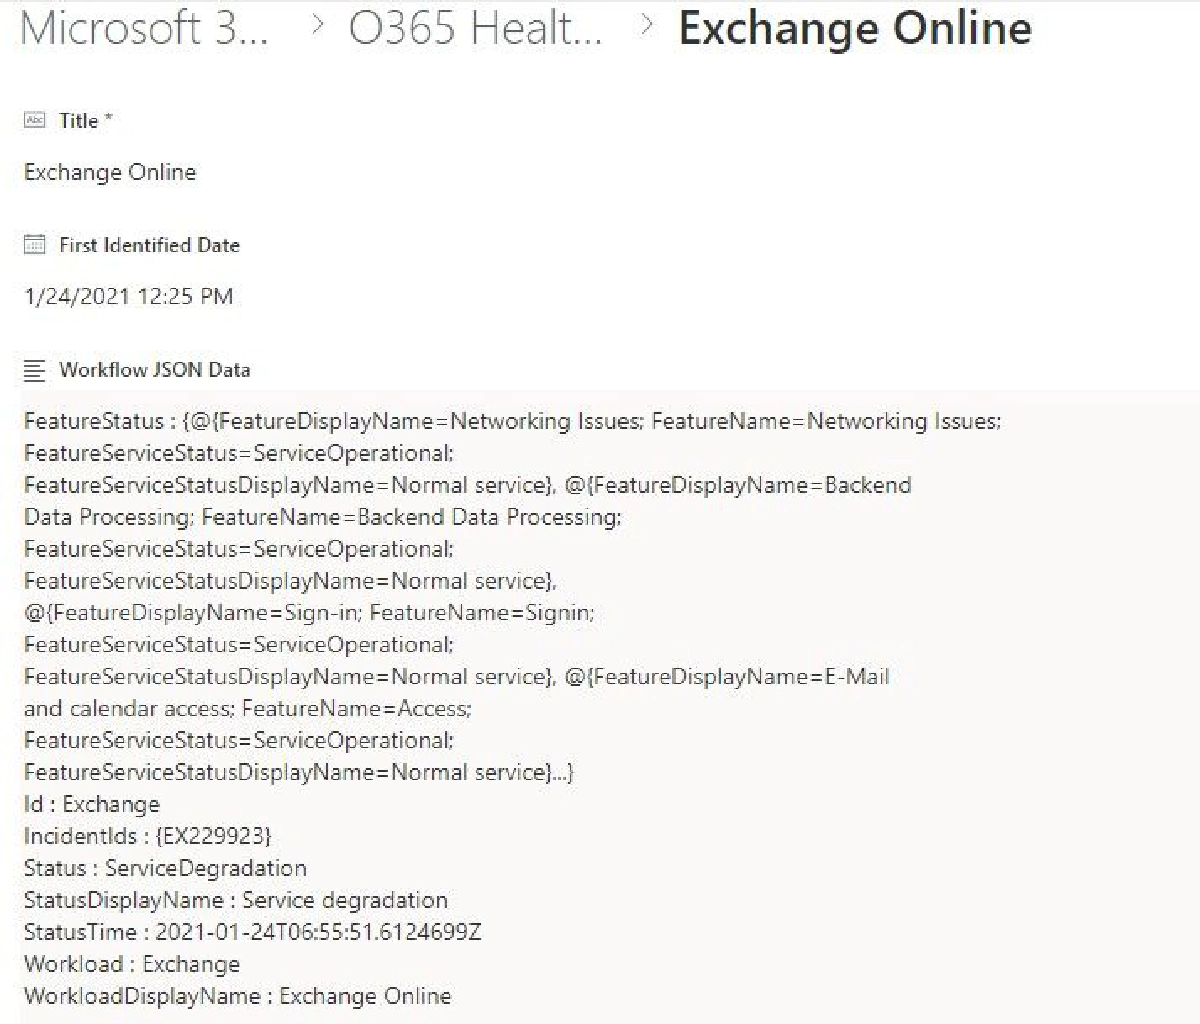 Microsoft 3... > O365 Healt... > Exchange Online
Abc Title *
Exchange Online
First Identified Date
1/24/2021 12:25 PM
Workflow JSON Data
FeatureStatus : {@{FeatureDisplayName=Networking Issues; FeatureName=Networking Issues;
FeatureServiceStatus=ServiceOperational;
FeatureServiceStatusDisplayName=Normal service}, @{FeatureDisplayName=Backend
Data Processing; FeatureName=Backend Data Processing;
FeatureServiceStatus=ServiceOperational;
FeatureServiceStatusDisplayName=Normal service},
@{FeatureDisplayName=Sign-in; FeatureName=Signin;
FeatureServiceStatus=ServiceOperational;
FeatureServiceStatusDisplayName=Normal service}, @{FeatureDisplayName=E-Mail
and calendar access; FeatureName=Access;
FeatureServiceStatus=ServiceOperational;
FeatureServiceStatusDisplayName=Normal service}...}
Id : Exchange
IncidentIds : {EX229923}
Status : ServiceDegradation
StatusDisplayName : Service degradation
StatusTime : 2021-01-24T06:55:51.6124699Z
Workload : Exchange
WorkloadDisplayName : Exchange Online